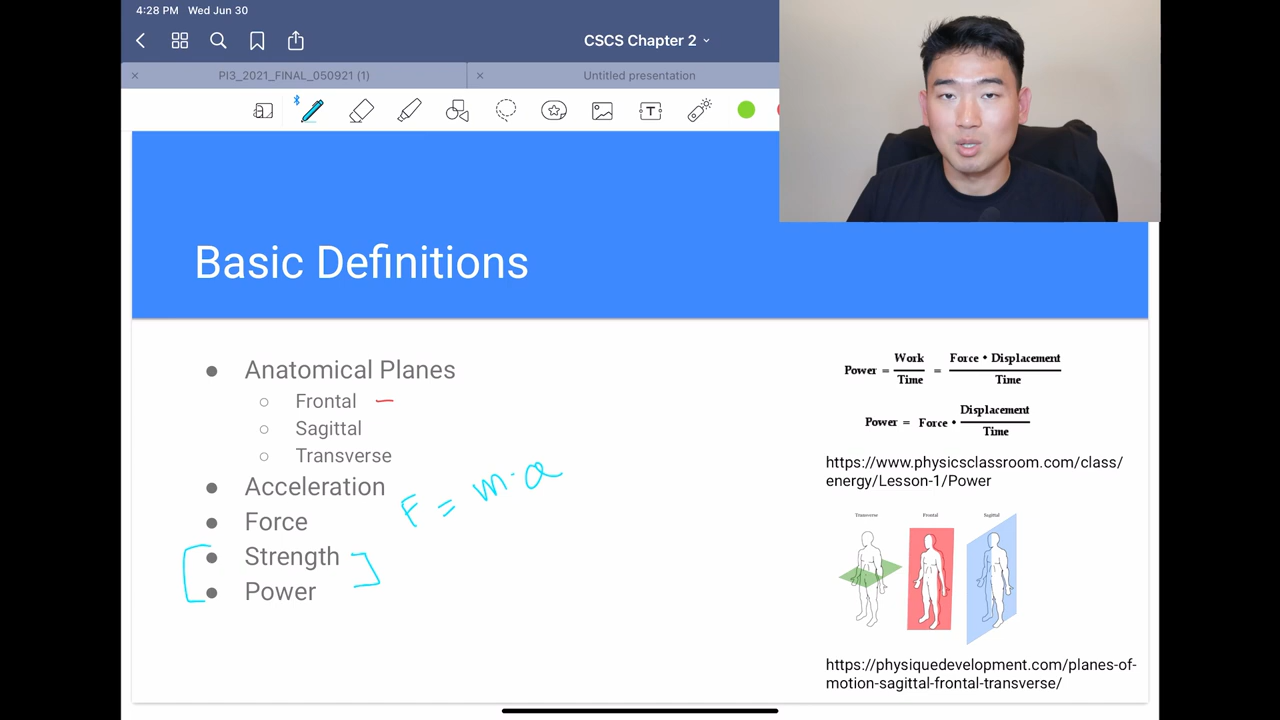 4:28 PM Wed Jun 30
CSCS Chapter 2
PI3_2021_FINAL_050921 (1)
Untitled presentation
T
Basic Definitions
Anatomical Planes
Frontal
Sagittal
Transverse
Acceleration
Force
Strength
Power
F = m · a
Power = Work / Time = Force • Displacement / Time
Power = Force • Displacement / Time
https://www.physicsclassroom.com/class/
energy/Lesson-1/Power
Transverse Frontal Sagittal
https://physiquedevelopment.com/planes-of-
motion-sagittal-frontal-transverse/